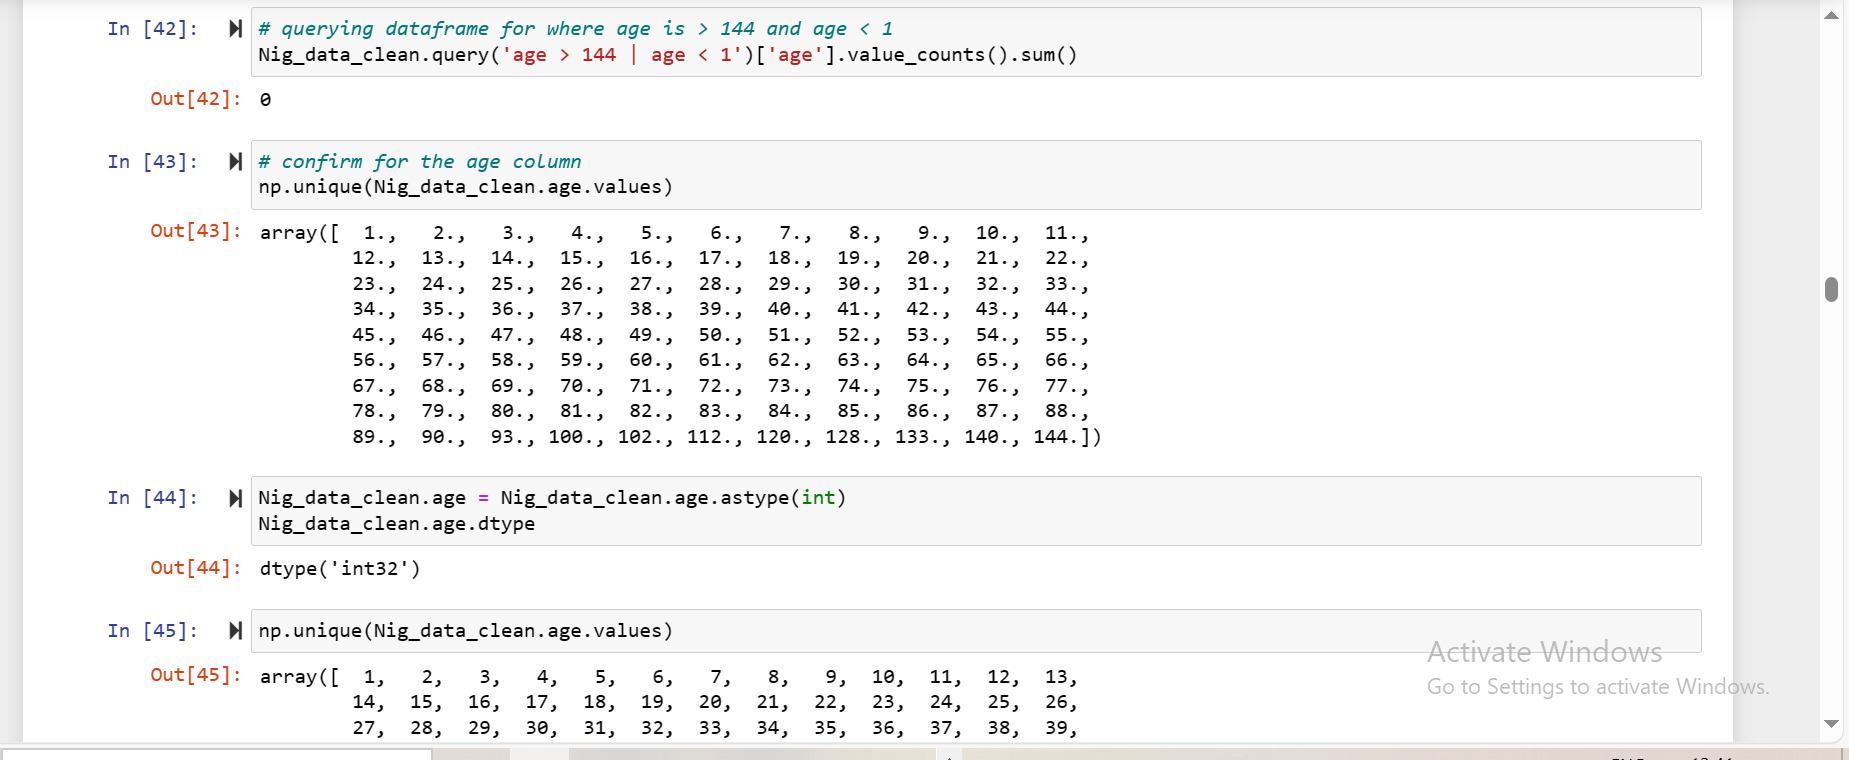 In [42]: # querying dataframe for where age is > 144 and age < 1
Nig_data_clean.query('age > 144 | age < 1')['age'].value_counts().sum()
Out[42]: 0
In [43]: # confirm for the age column
np.unique(Nig_data_clean.age.values)
Out[43]: array([ 1., 2., 3., 4., 5., 6., 7., 8., 9., 10., 11.,
12., 13., 14., 15., 16., 17., 18., 19., 20., 21., 22.,
23., 24., 25., 26., 27., 28., 29., 30., 31., 32., 33.,
34., 35., 36., 37., 38., 39., 40., 41., 42., 43., 44.,
45., 46., 47., 48., 49., 50., 51., 52., 53., 54., 55.,
56., 57., 58., 59., 60., 61., 62., 63., 64., 65., 66.,
67., 68., 69., 70., 71., 72., 73., 74., 75., 76., 77.,
78., 79., 80., 81., 82., 83., 84., 85., 86., 87., 88.,
89., 90., 93., 100., 102., 112., 120., 128., 133., 140., 144.])
In [44]: Nig_data_clean.age = Nig_data_clean.age.astype(int)
Nig_data_clean.age.dtype
Out[44]: dtype('int32')
In [45]: np.unique(Nig_data_clean.age.values)
Out[45]: array([ 1, 2, 3, 4, 5, 6, 7, 8, 9, 10, 11, 12, 13,
14, 15, 16, 17, 18, 19, 20, 21, 22, 23, 24, 25, 26,
27, 28, 29, 30, 31, 32, 33, 34, 35, 36, 37, 38, 39,
Activate Windows
Go to Settings to activate Windows.